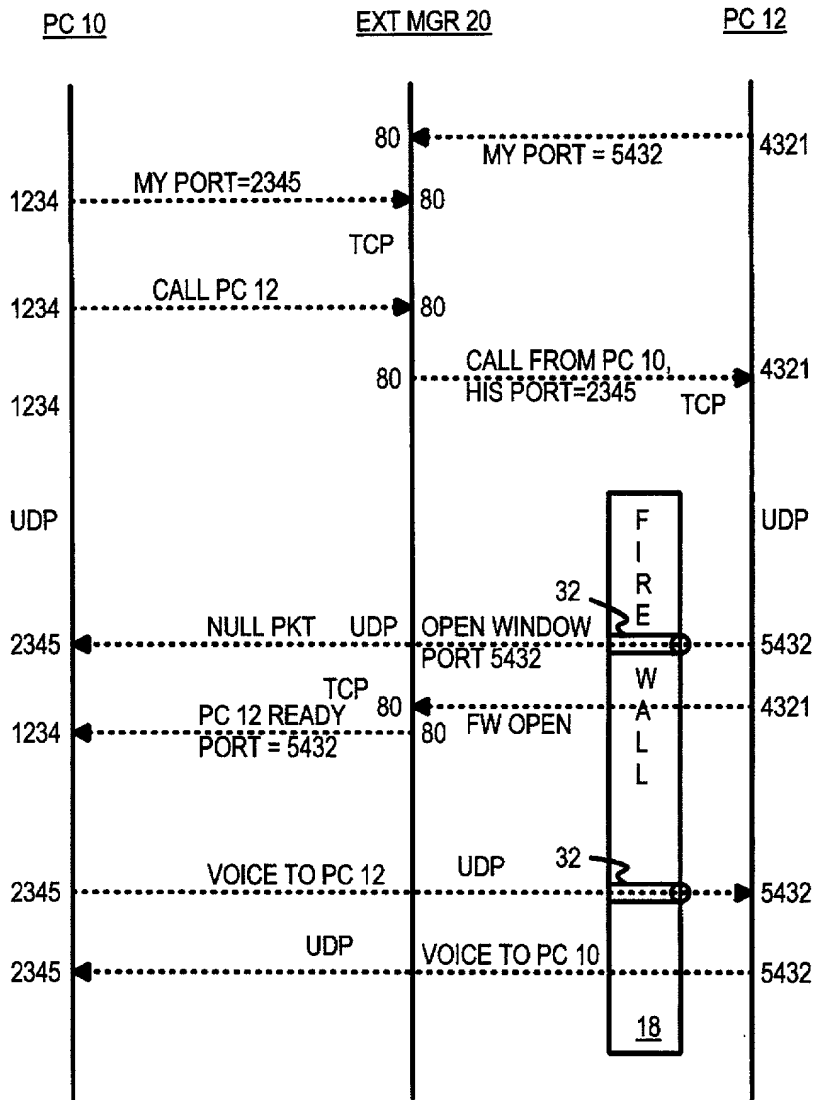 PC 10 EXT MGR 20 PC 12
80 4321
MY PORT = 5432
MY PORT=2345
1234 80
TCP
CALL PC 12
1234 80
CALL FROM PC 10,
80 4321
HIS PORT=2345
1234 TCP
UDP UDP
FIRE
32
NULL PKT UDP OPEN WINDOW
2345 5432
PORT 5432
WALL
TCP
80 4321
PC 12 READY FW OPEN
1234 80
PORT = 5432
32
VOICE TO PC 12 UDP
2345 5432
UDP VOICE TO PC 10
2345 5432
18